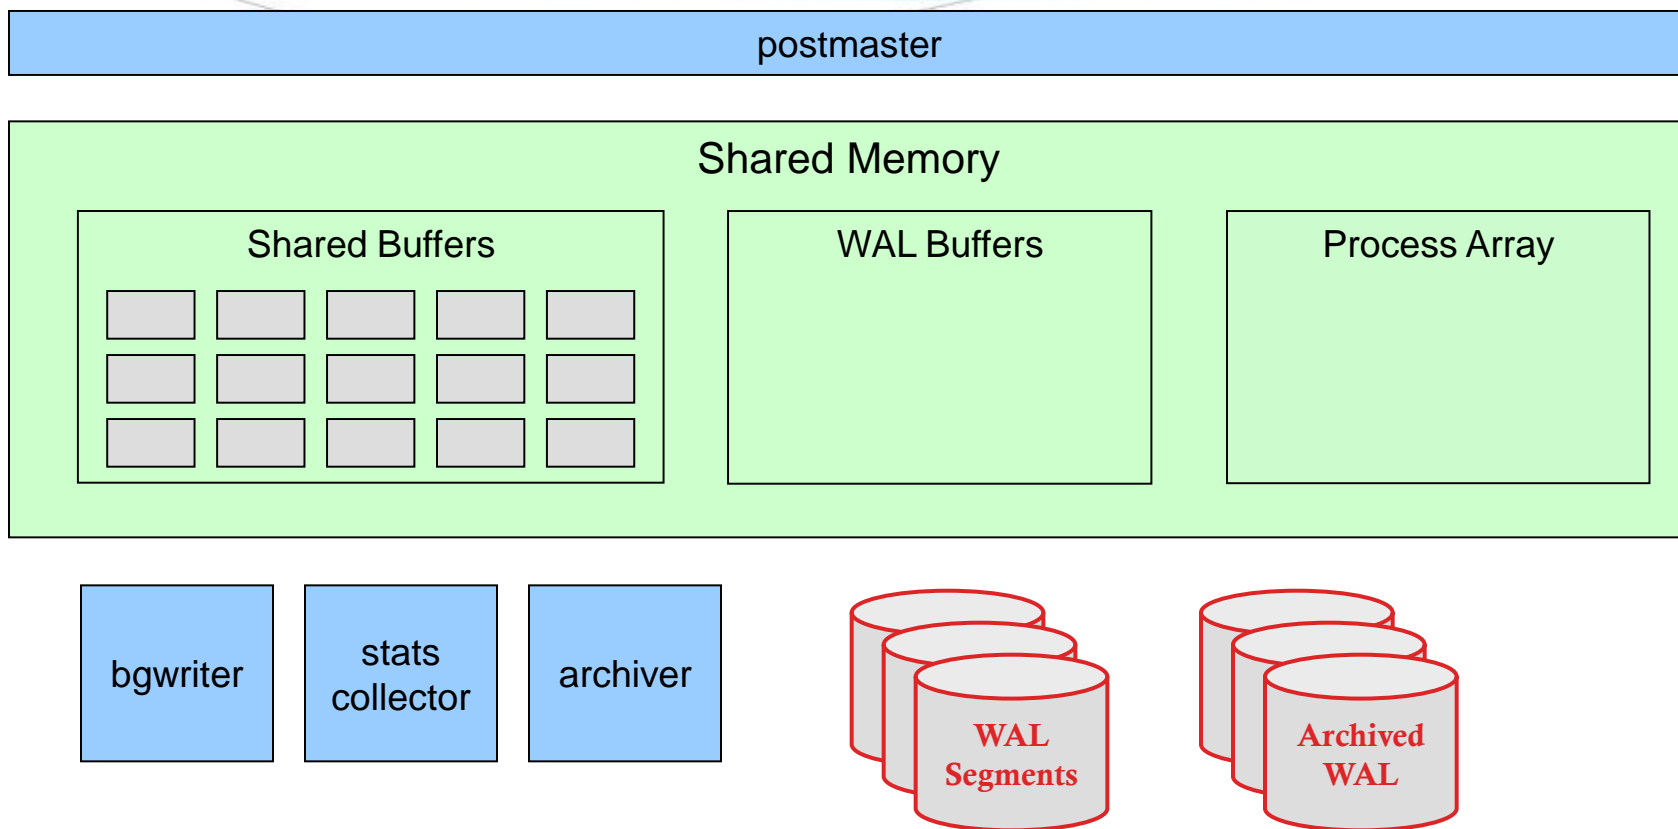 postmaster
Shared Memory
Shared Buffers
WAL Buffers
Process Array
bgwriter
stats
collector
archiver
WAL
Segments
Archived
WAL